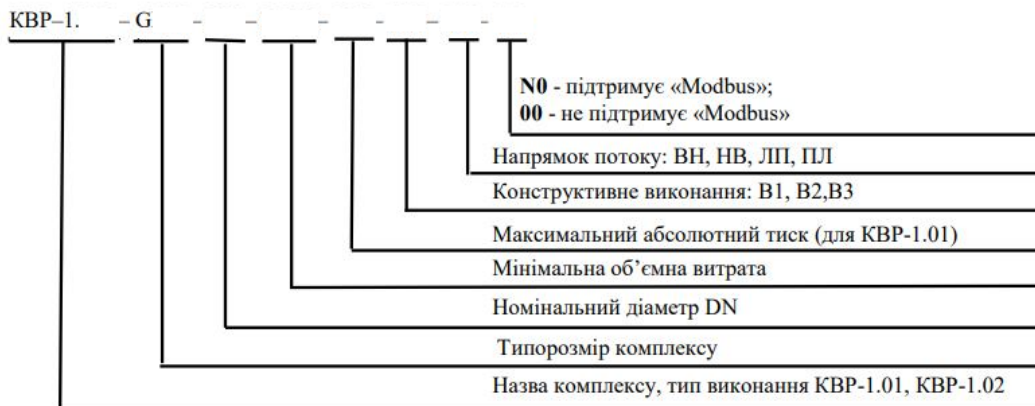 КВР–1. – G – – – – – –
N0 - підтримує «Modbus»;
00 - не підтримує «Modbus»
Напрямок потоку: ВН, НВ, ЛП, ПЛ
Конструктивне виконання: В1, В2,В3
Максимальний абсолютний тиск (для КВР-1.01)
Мінімальна об’ємна витрата
Номінальний діаметр DN
Типорозмір комплексу
Назва комплексу, тип виконання КВР-1.01, КВР-1.02